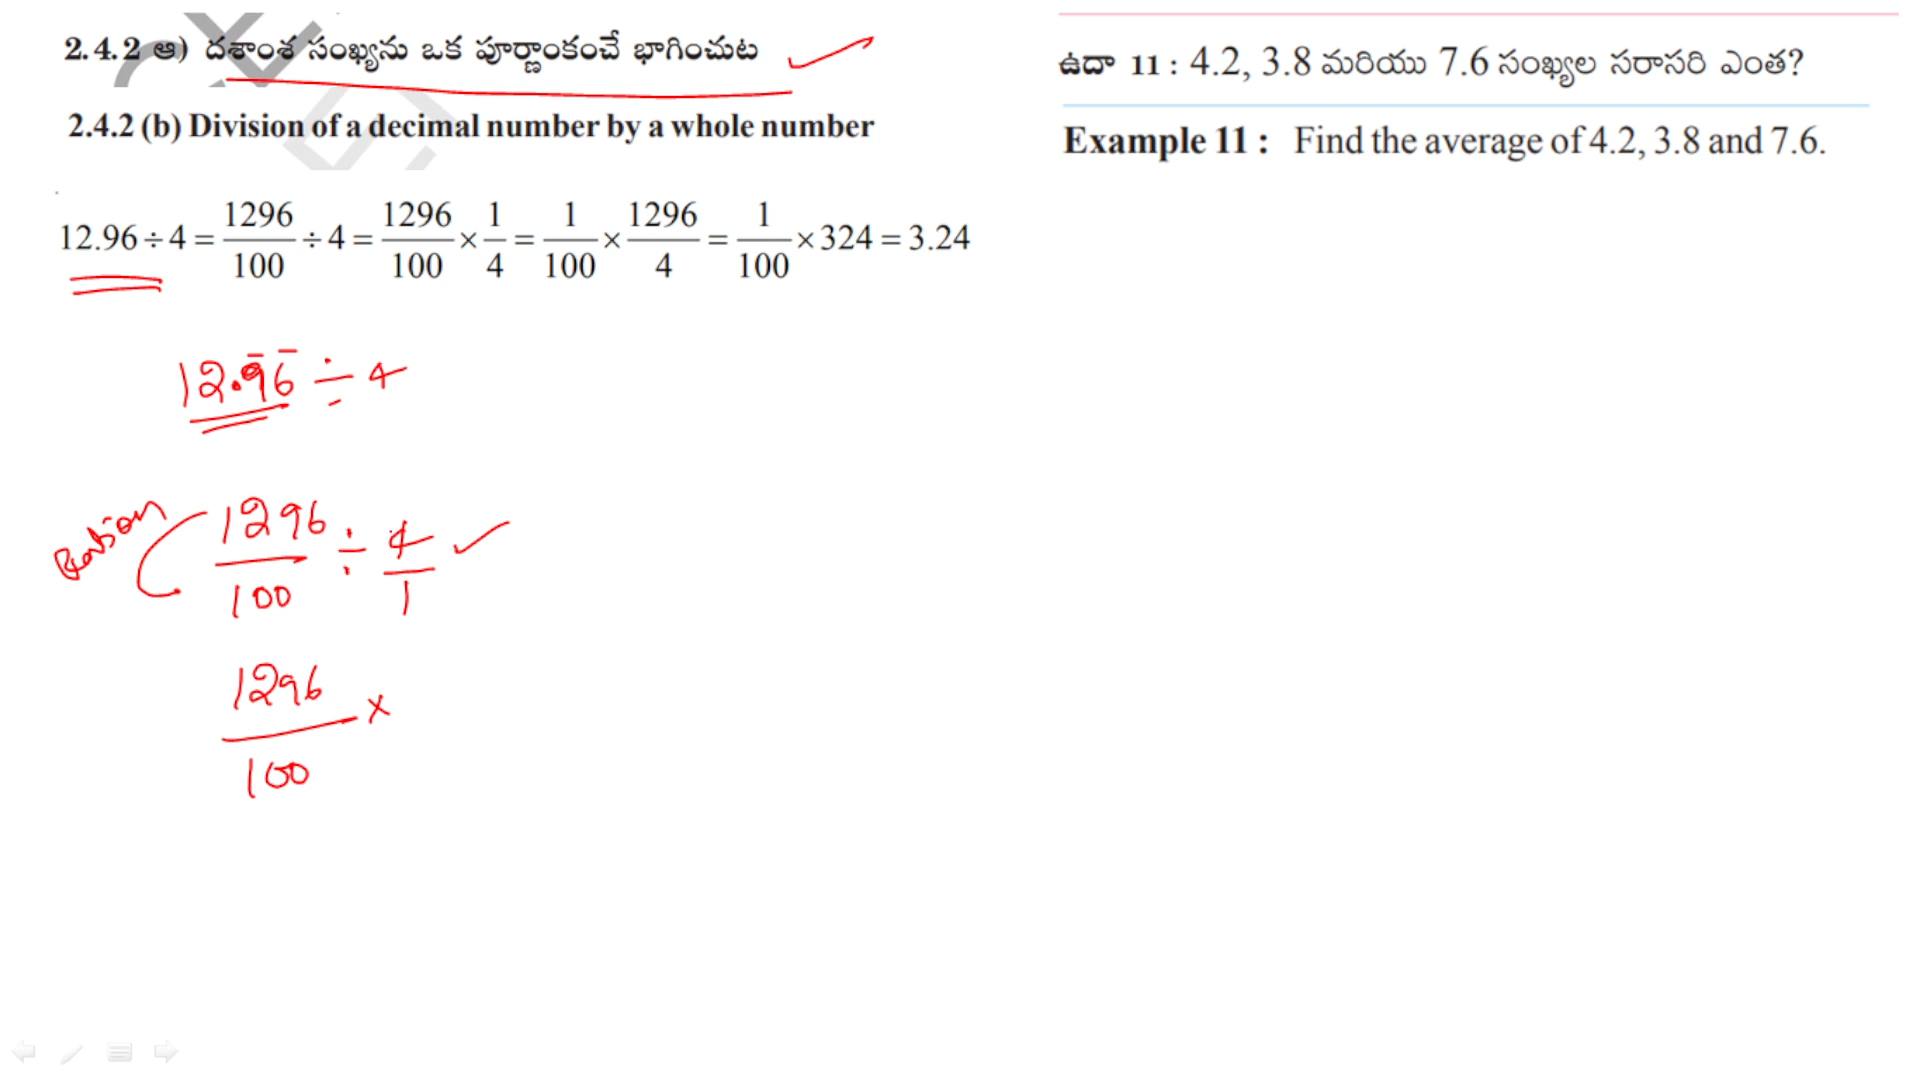 2.4.2 ఆ) దశాంశ సంఖ్యను ఒక పూర్ణాంకంచే భాగించుట
2.4.2 (b) Division of a decimal number by a whole number
12.96 ÷ 4 = 1296/100 ÷ 4 = 1296/100 × 1/4 = 1/100 × 1296/4 = 1/100 × 324 = 3.24
12.96 ÷ 4
1296/100 ÷ 4/1
1296/100 ×
ఉదా 11 : 4.2, 3.8 మరియు 7.6 సంఖ్యల సరాసరి ఎంత?
Example 11 : Find the average of 4.2, 3.8 and 7.6.